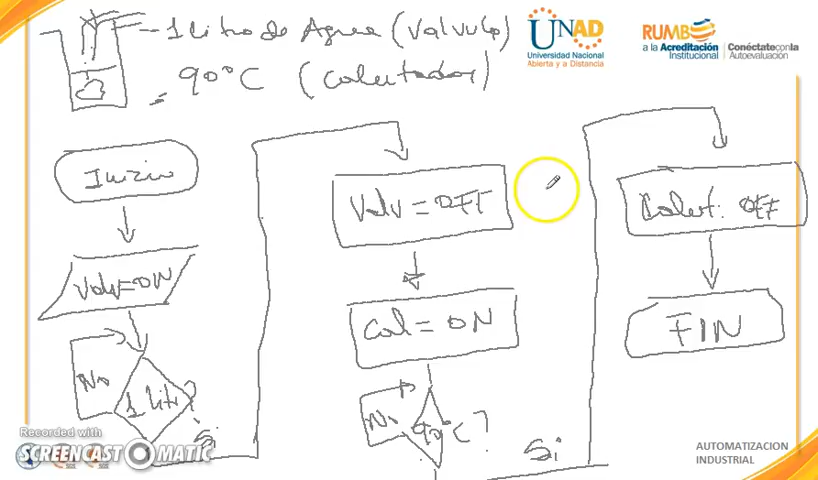 - 1 Litro de Agua (Valvula)
- 90°C (Calentador)
UNAD
Universidad Nacional
Abierta y a Distancia
RUMBO
a la Acreditación
Institucional
Conéctate con la
Autoevaluación
Inicio
Valv=ON
No
1 Lit?
Si
Valv = OFF
Cal = ON
No
90°C?
Si
Calent: OFF
FIN
Recorded with
SCREENCAST-O-MATIC
AUTOMATIZACION
INDUSTRIAL